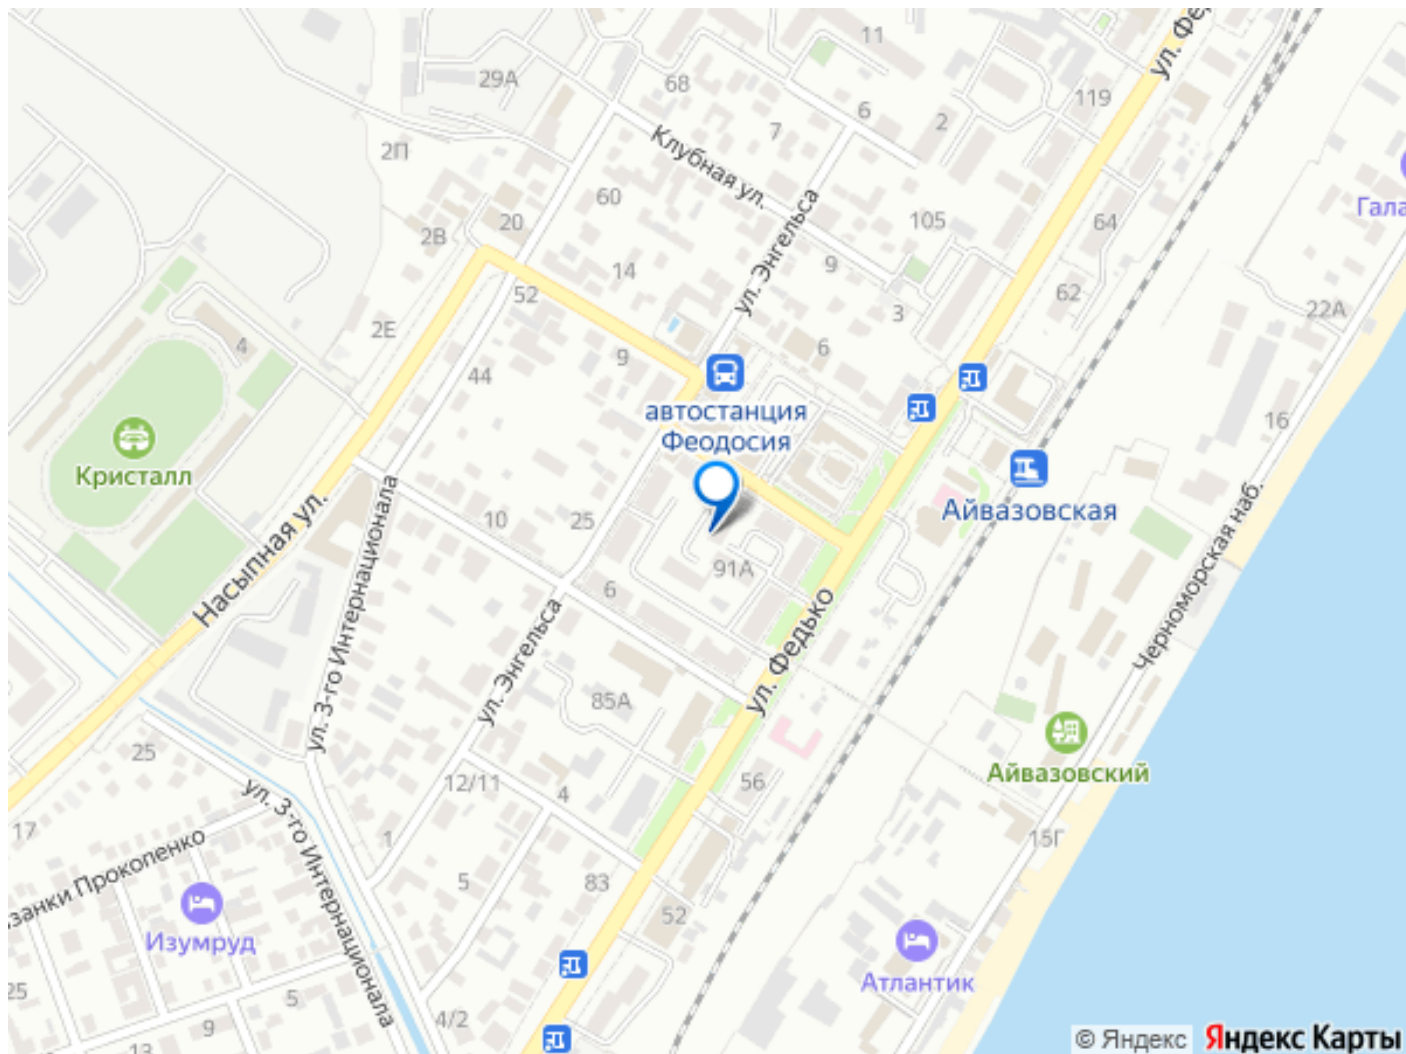 ул. Фе
11
29А
68
119
6
2
7
Клубная ул.
2П
60
ул. Энгельса
105
64
Гала
20
2В
14
9
62
52
3
22А
2Е
4
6
9
44
автостанция
Феодосия
16
Кристалл
Айвазовская
Насыпная ул.
10
25
ул. 3-го Интернационала
91А
6
ул. Федько
Черноморская наб.
ул. Энгельса
85А
25
12/11
4
56
Айвазовский
17
ул. 3-го Интернационала
1
15Г
занки Прокопенко
5
83
52
Изумруд
Атлантик
25
5
9
4/2
13
© Яндекс Яндекс Карты